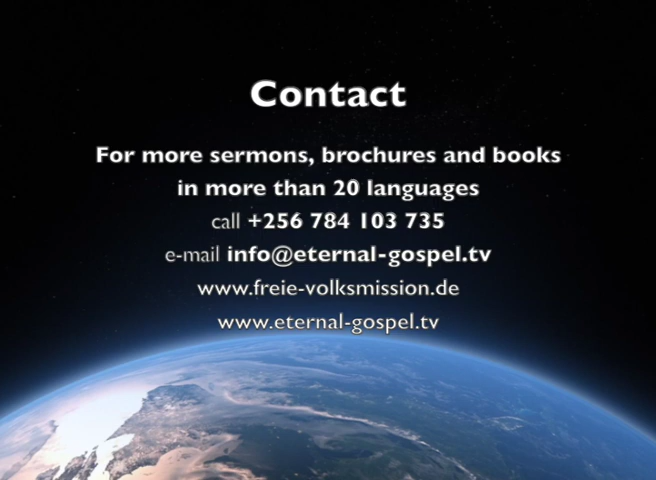 Contact
For more sermons, brochures and books
in more than 20 languages
call +256 784 103 735
e-mail info@eternal-gospel.tv
www.freie-volksmission.de
www.eternal-gospel.tv